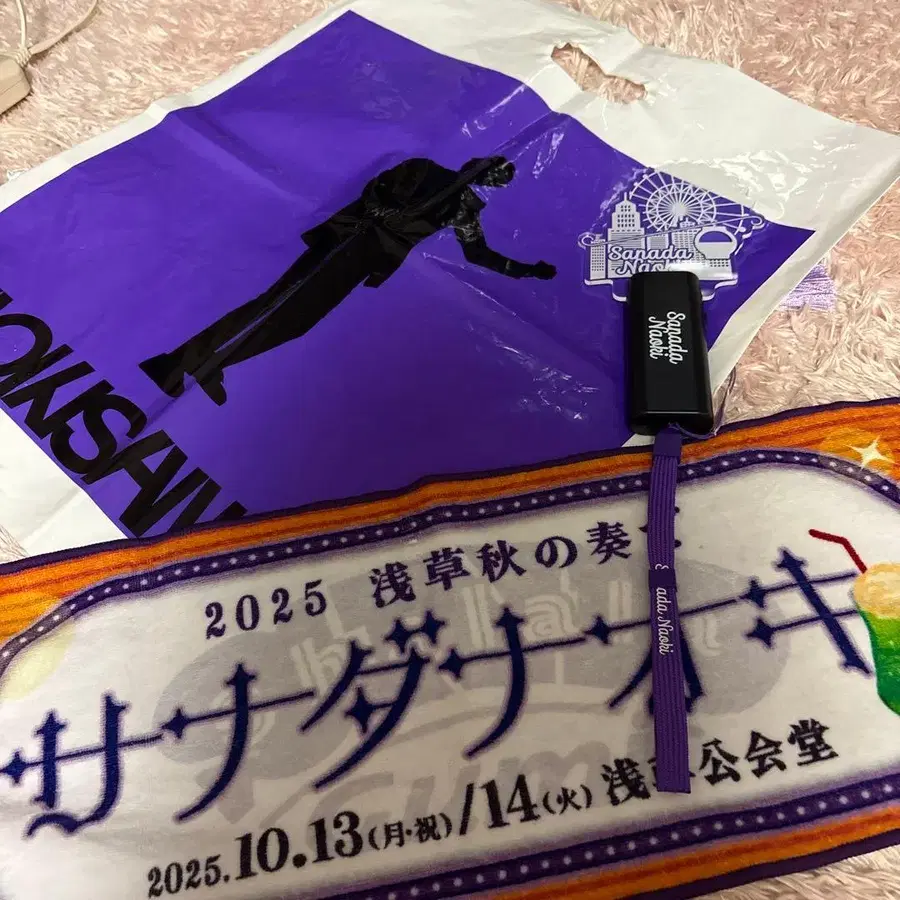 Sanada
Naoki
Sanada
Naoki
ada Naoki
2025 浅草秋の奏
サナダナオキ
2025.10.13(月・祝)/14(火) 浅草公会堂